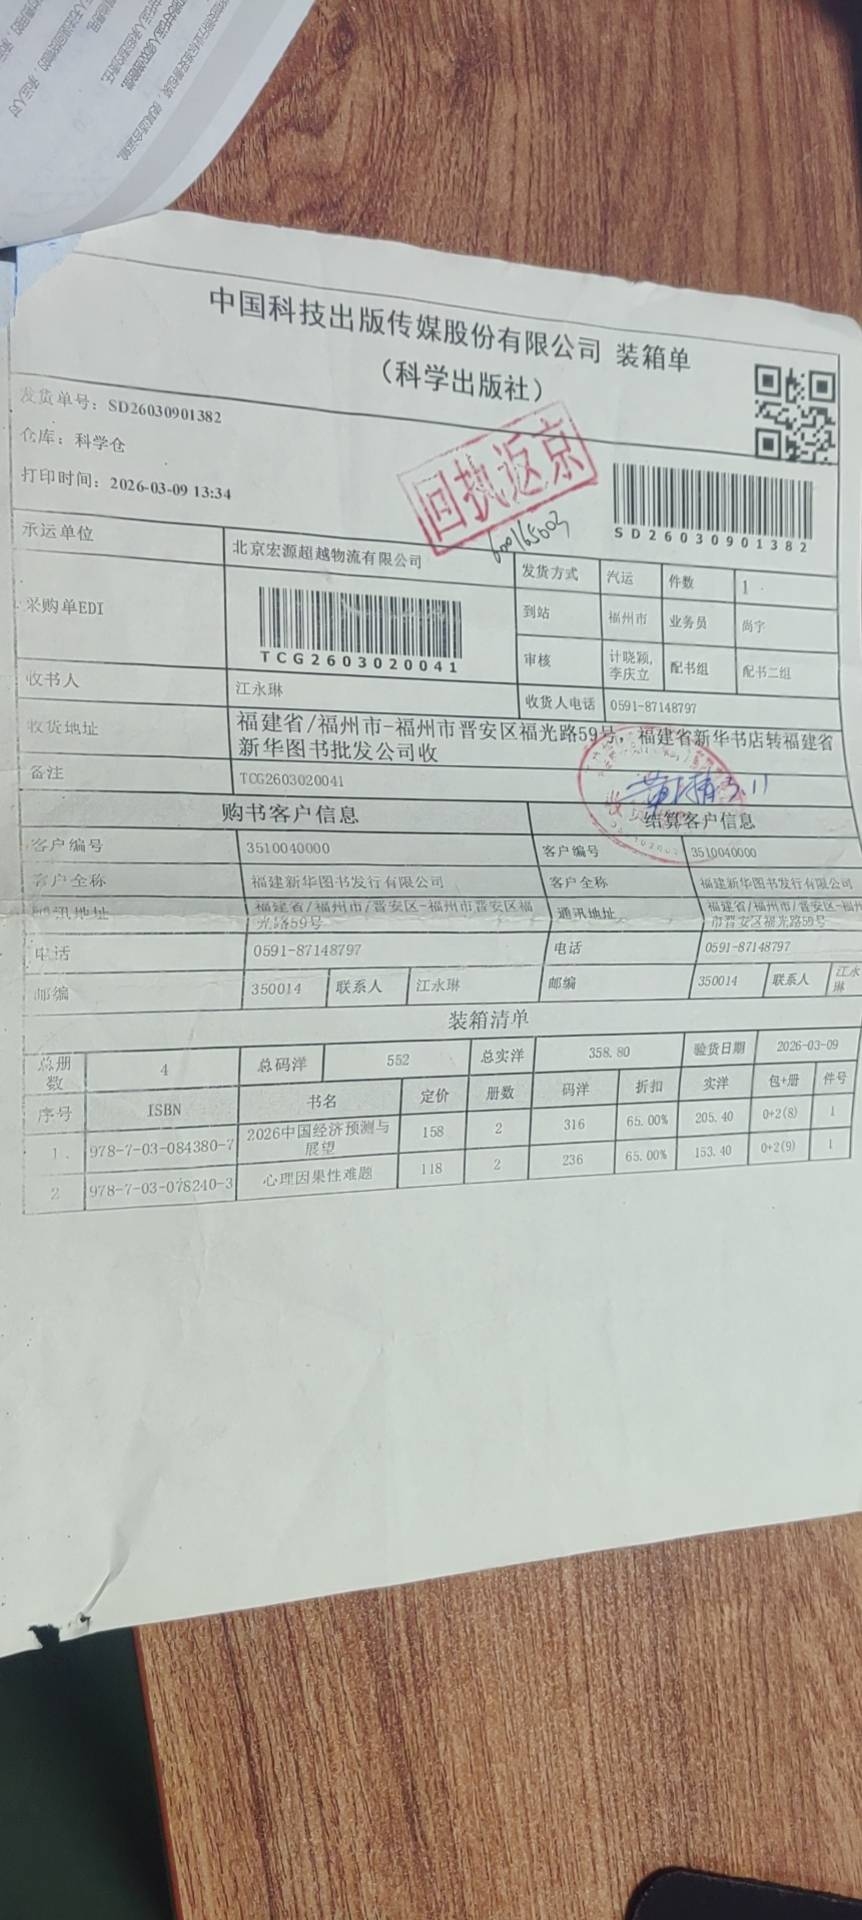 中国科技出版传媒股份有限公司 装箱单
（科学出版社）
发货单号：SD26030901382
仓库：科学仓
打印时间：2026-03-09 13:34
回执返京
SD26030901382
承运单位 北京宏源超越物流有限公司 发货方式 汽运 件数 1
采购单EDI TCG2603020041 到站 福州市 业务员 尚宇
审核 计晓颖,李庆立 配书组 配书二组
收书人 江永琳 收货人电话 0591-87148797
收货地址 福建省/福州市-福州市晋安区福光路59号，福建省新华书店转福建省
新华图书批发公司收
备注 TCG2603020041
购书客户信息 结算客户信息
客户编号 3510040000 客户编号 3510040000
客户全称 福建新华图书发行有限公司 客户全称 福建新华图书发行有限公司
通讯地址 福建省/福州市/晋安区-福州市晋安区福光路59号 通讯地址 福建省/福州市/晋安区-福州市晋安区福光路59号
电话 0591-87148797 电话 0591-87148797
邮编 350014 联系人 江永琳 邮编 350014 联系人 江永琳
装箱清单
总册数 4 总码洋 552 总实洋 358.80 验货日期 2026-03-09
序号 ISBN 书名 定价 册数 码洋 折扣 实洋 包+册 件号
1 978-7-03-084380-7 2026中国经济预测与展望 158 2 316 65.00% 205.40 0+2(8) 1
2 978-7-03-078240-3 心理因果性难题 118 2 236 65.00% 153.40 0+2(9) 1